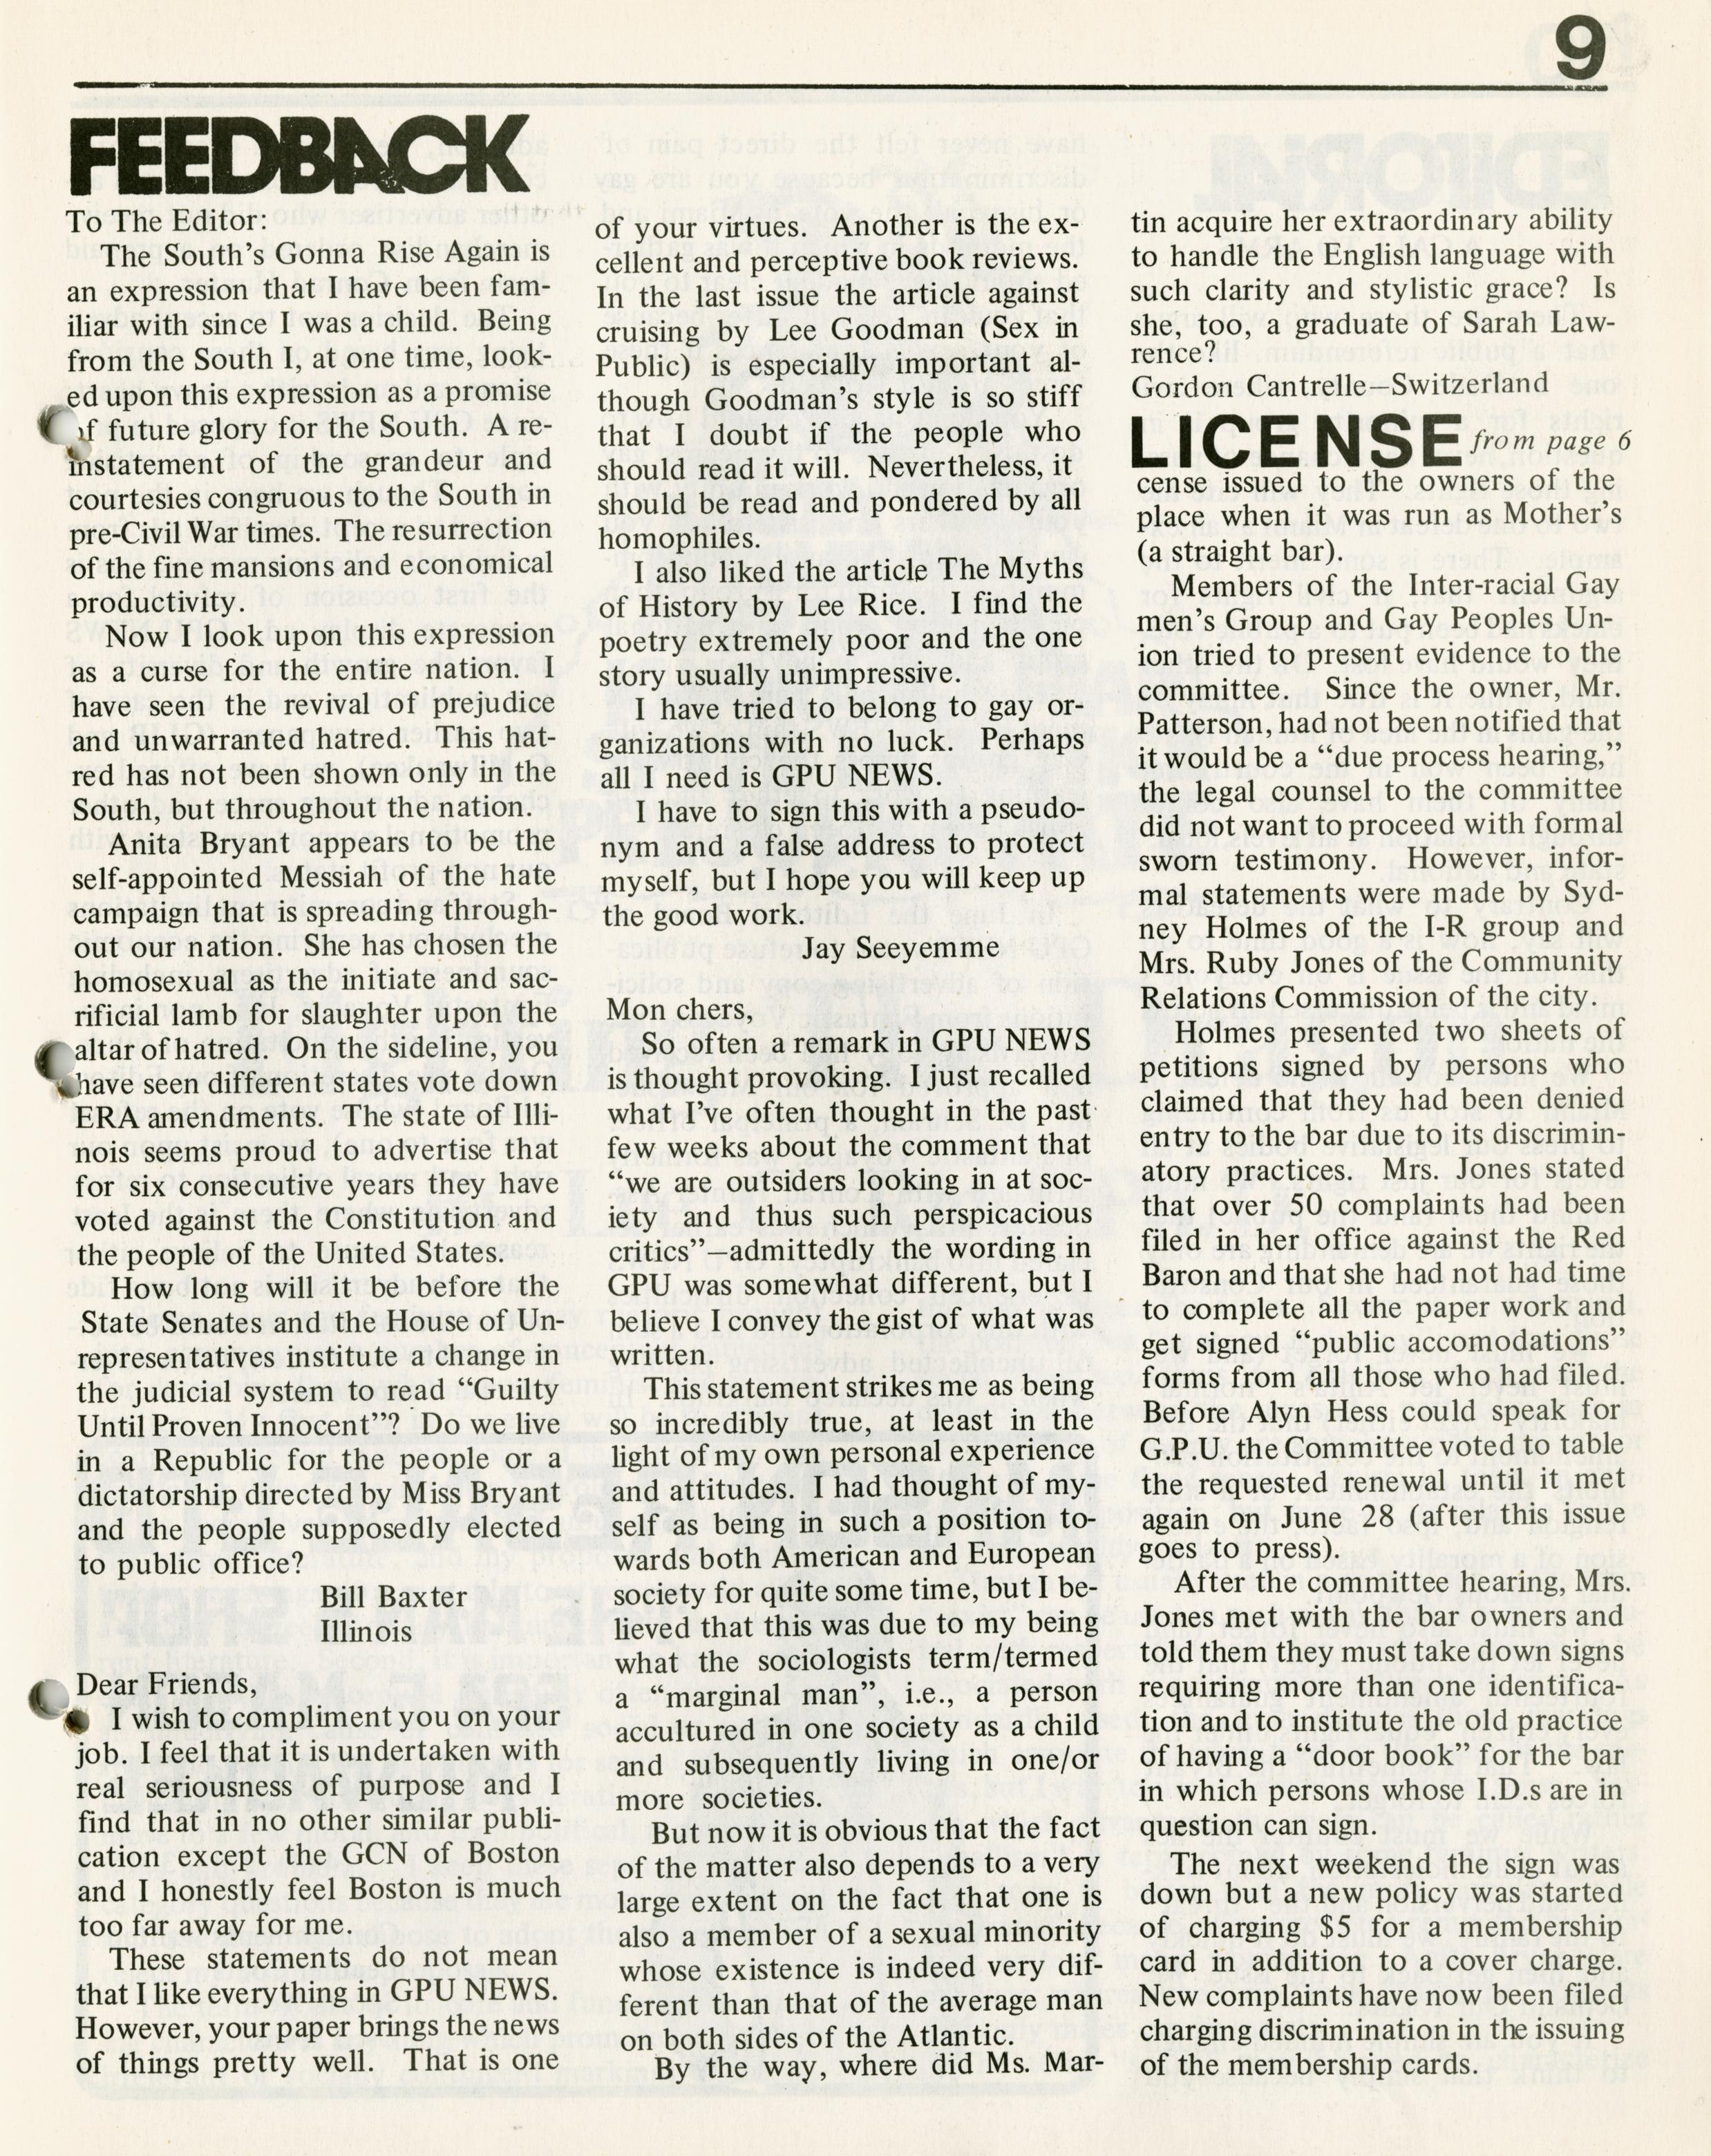 9
FEEDBACK
To The Editor:
The South's Gonna Rise Again is
an expression that I have been fam-
iliar with since I was a child. Being
from the South I, at one time, look-
ed upon this expression as a promise
of future glory for the South. A re-
instatement of the grandeur and
courtesies congruous to the South in
pre-Civil War times. The resurrection
of the fine mansions and economical
productivity.
Now I look upon this expression
as a curse for the entire nation. I
have seen the revival of prejudice
and unwarranted hatred. This hat-
red has not been shown only in the
South, but throughout the nation.
Anita Bryant appears to be the
self-appointed Messiah of the hate
campaign that is spreading through-
out our nation. She has chosen the
homosexual as the initiate and sac-
rificial lamb for slaughter upon the
altar of hatred. On the sideline, you
have seen different states vote down
ERA amendments. The state of Illi-
nois seems proud to advertise that
for six consecutive years they have
voted against the Constitution and
the people of the United States.
How long will it be before the
State Senates and the House of Un-
representatives institute a change in
the judicial system to read “Guilty
Until Proven Innocent”? Do we live
in a Republic for the people or a
dictatorship directed by Miss Bryant
and the people supposedly elected
to public office?
Bill Baxter
Illinois
Dear Friends,
I wish to compliment you on your
job. I feel that it is undertaken with
real seriousness of purpose and I
find that in no other similar publi-
cation except the GCN of Boston
and I honestly feel Boston is much
too far away for me.
These statements do not mean
that I like everything in GPU NEWS.
However, your paper brings the news
of things pretty well. That is one
of your virtues. Another is the ex-
cellent and perceptive book reviews.
In the last issue the article against
cruising by Lee Goodman (Sex in
Public) is especially important al-
though Goodman's style is so stiff
that I doubt if the people who
should read it will. Nevertheless, it
should be read and pondered by all
homophiles.
I also liked the article The Myths
of History by Lee Rice. I find the
poetry extremely poor and the one
story usually unimpressive.
I have tried to belong to gay or-
ganizations with no luck. Perhaps
all I need is GPU NEWS.
I have to sign this with a pseudo-
nym and a false address to protect
myself, but I hope you will keep up
the good work.
Jay Seeyemme
Mon chers,
So often a remark in GPU NEWS
is thought provoking. I just recalled
what I've often thought in the past
few weeks about the comment that
“we are outsiders looking in at soc-
iety and thus such perspicacious
critics”—admittedly the wording in
GPU was somewhat different, but I
believe I convey the gist of what was
written.
This statement strikes me as being
so incredibly true, at least in the
light of my own personal experience
and attitudes. I had thought of my-
self as being in such a position to-
wards both American and European
society for quite some time, but I be-
lieved that this was due to my being
what the sociologists term/termed
a “marginal man”, i.e., a person
accultured in one society as a child
and subsequently living in one/or
more societies.
But now it is obvious that the fact
of the matter also depends to a very
large extent on the fact that one is
also a member of a sexual minority
whose existence is indeed very dif-
ferent than that of the average man
on both sides of the Atlantic.
By the way, where did Ms. Mar-
tin acquire her extraordinary ability
to handle the English language with
such clarity and stylistic grace? Is
she, too, a graduate of Sarah Law-
rence?
Gordon Cantrelle—Switzerland
LICENSE from page 6
cense issued to the owners of the
place when it was run as Mother's
(a straight bar).
Members of the Inter-racial Gay
men's Group and Gay Peoples Un-
ion tried to present evidence to the
committee. Since the owner, Mr.
Patterson, had not been notified that
it would be a “due process hearing,”
the legal counsel to the committee
did not want to proceed with formal
sworn testimony. However, infor-
mal statements were made by Syd-
ney Holmes of the I-R group and
Mrs. Ruby Jones of the Community
Relations Commission of the city.
Holmes presented two sheets of
petitions signed by persons who
claimed that they had been denied
entry to the bar due to its discrimin-
atory practices. Mrs. Jones stated
that over 50 complaints had been
filed in her office against the Red
Baron and that she had not had time
to complete all the paper work and
get signed “public accomodations”
forms from all those who had filed.
Before Alyn Hess could speak for
G.P.U. the Committee voted to table
the requested renewal until it met
again on June 28 (after this issue
goes to press).
After the committee hearing, Mrs.
Jones met with the bar owners and
told them they must take down signs
requiring more than one identifica-
tion and to institute the old practice
of having a “door book” for the bar
in which persons whose I.D.s are in
question can sign.
The next weekend the sign was
down but a new policy was started
of charging $5 for a membership
card in addition to a cover charge.
New complaints have now been filed
charging discrimination in the issuing
of the membership cards.